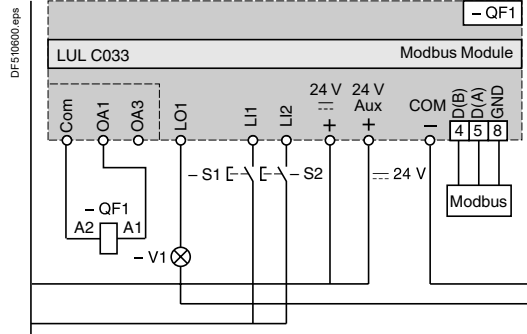 DF510600.eps
– QF1
LUL C033 Modbus Module
Com OA1 OA3 LO1 LI1 LI2 24 V + 24 V Aux + COM – D(B) D(A) GND
4 5 8
– S1 – S2 24 V
Modbus
– QF1
A2 A1
– V1